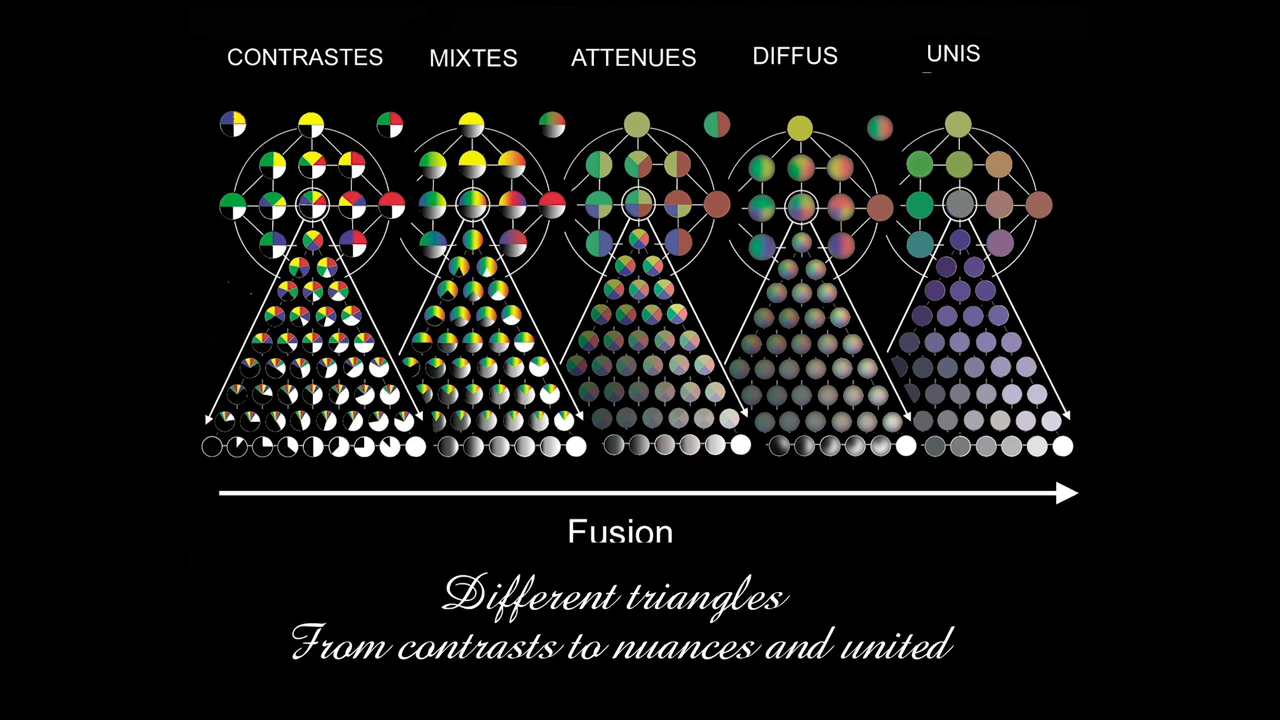 CONTRASTES MIXTES ATTENUES DIFFUS UNIS
Fusion
Different triangles
From contrasts to nuances and united